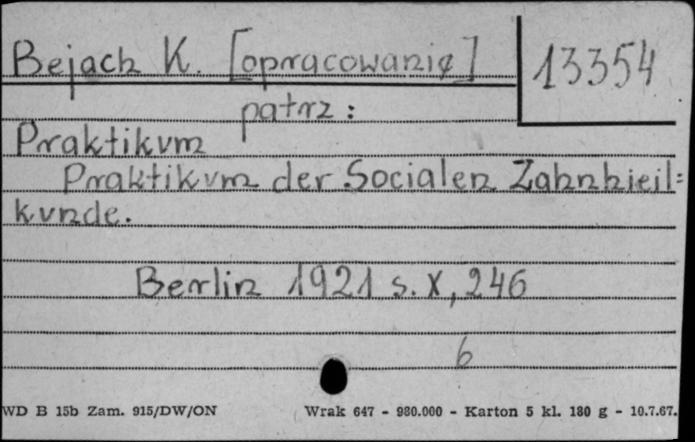 Bejach K. [opracowanie]
13354
patrz:
Praktikum
Praktikum der Socialen Zahnhieil=
kunde.
Berlin 1921 s. X, 246
6
WD B 15b Zam. 915/DW/ON
Wrak 647 - 980.000 - Karton 5 kl. 180 g - 10.7.67.